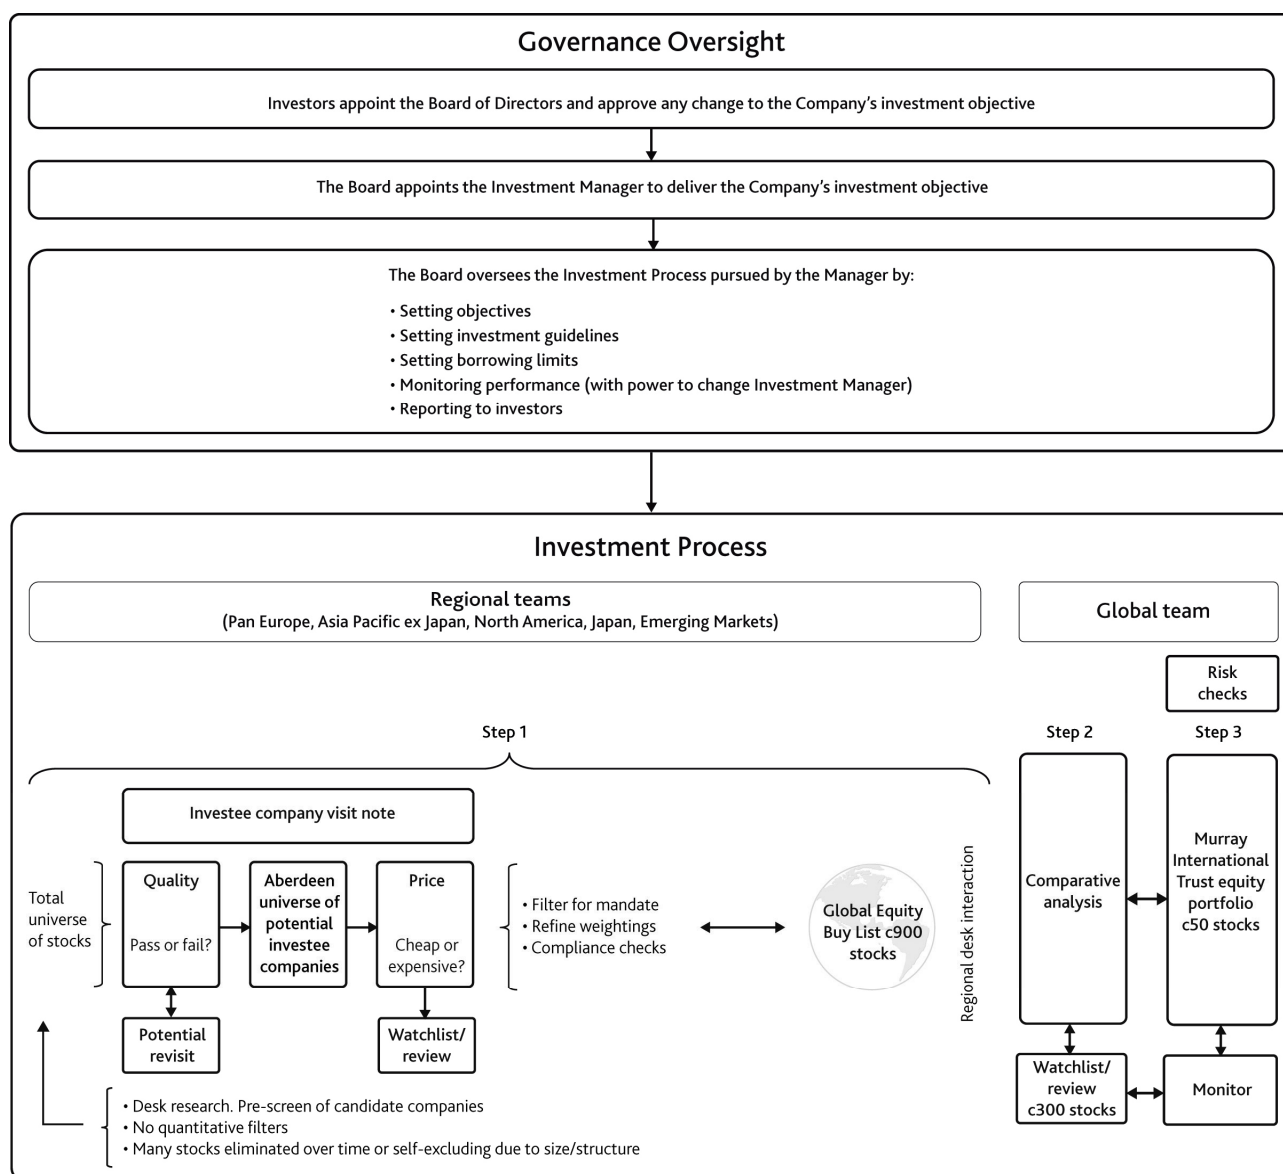 Governance Oversight
Investors appoint the Board of Directors and approve any change to the Company’s investment objective
The Board appoints the Investment Manager to deliver the Company’s investment objective
The Board oversees the Investment Process pursued by the Manager by:
• Setting objectives
• Setting investment guidelines
• Setting borrowing limits
• Monitoring performance (with power to change Investment Manager)
• Reporting to investors
Investment Process
Regional teams
(Pan Europe, Asia Pacific ex Japan, North America, Japan, Emerging Markets)
Global team
Risk
checks
Step 1
Step 2
Step 3
Investee company visit note
Total
universe
of stocks
Quality
Pass or fail?
Aberdeen
universe of
potential
investee
companies
Price
Cheap or
expensive?
• Filter for mandate
• Refine weightings
• Compliance checks
Global Equity
Buy List c900
stocks
Regional desk interaction
Comparative
analysis
Murray
International
Trust equity
portfolio
c50 stocks
Potential
revisit
Watchlist/
review
Watchlist/
review
c300 stocks
Monitor
• Desk research. Pre-screen of candidate companies
• No quantitative filters
• Many stocks eliminated over time or self-excluding due to size/structure